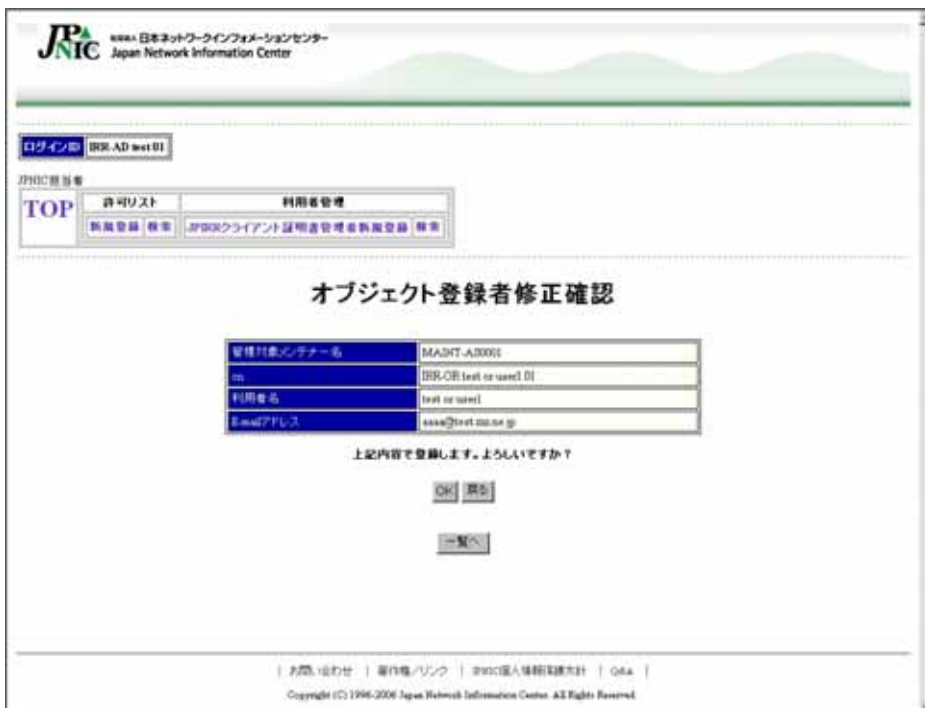 JPNIC 社団法人 日本ネットワークインフォメーションセンター
Japan Network Information Center
ログインID IRR-AD test 01
JPNIC担当者
TOP 許可リスト 利用者管理
新規登録 検索 JPIRRクライアント証明書管理者新規登録 検索
オブジェクト登録者修正確認
管理対象メンテナー名 MAINT-AI0001
cn IRR-OR test or user1 01
利用者名 test or user1
E-mailアドレス
上記内容で登録します。よろしいですか?
OK 戻る
一覧へ
| お問い合わせ | 著作権/リンク | JPNIC個人情報保護方針 | Q&A |
Copyright (C) 1996-2006 Japan Network Information Center. All Rights Reserved.